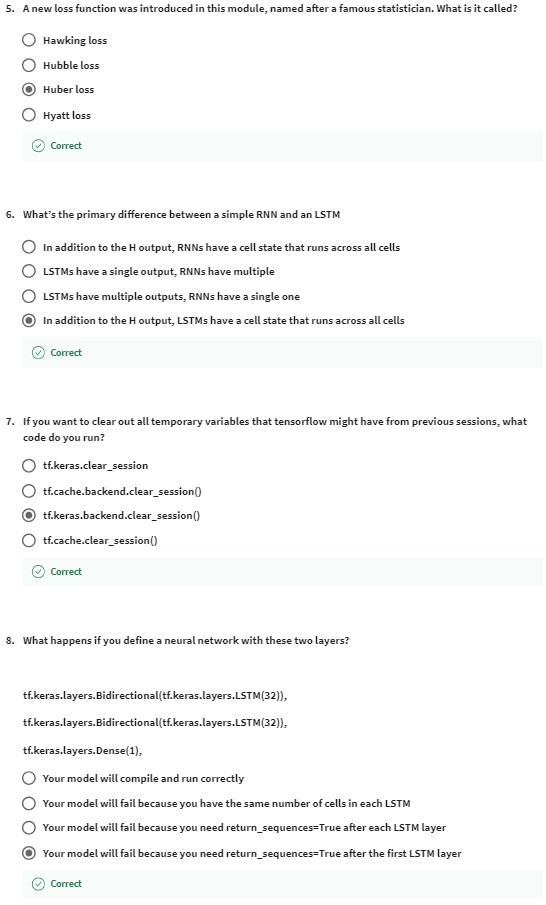 5. A new loss function was introduced in this module, named after a famous statistician. What is it called?
Hawking loss
Hubble loss
Huber loss
Hyatt loss
Correct
6. What's the primary difference between a simple RNN and an LSTM
In addition to the H output, RNNs have a cell state that runs across all cells
LSTMs have a single output, RNNs have multiple
LSTMs have multiple outputs, RNNs have a single one
In addition to the H output, LSTMs have a cell state that runs across all cells
Correct
7. If you want to clear out all temporary variables that tensorflow might have from previous sessions, what
code do you run?
tf.keras.clear_session
tf.cache.backend.clear_session()
tf.keras.backend.clear_session()
tf.cache.clear_session()
Correct
8. What happens if you define a neural network with these two layers?
tf.keras.layers.Bidirectional(tf.keras.layers.LSTM(32)),
tf.keras.layers.Bidirectional(tf.keras.layers.LSTM(32)),
tf.keras.layers.Dense(1),
Your model will compile and run correctly
Your model will fail because you have the same number of cells in each LSTM
Your model will fail because you need return_sequences=True after each LSTM layer
Your model will fail because you need return_sequences=True after the first LSTM layer
Correct